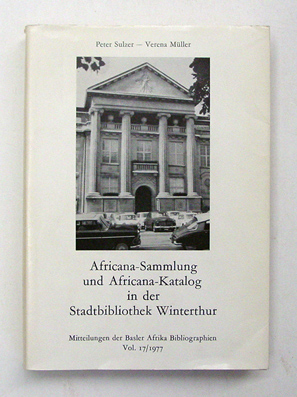 Peter Sulzer – Verena Müller
Africana-Sammlung
und Africana-Katalog
in der
Stadtbibliothek Winterthur
Mitteilungen der Basler Afrika Bibliographien
Vol. 17/1977